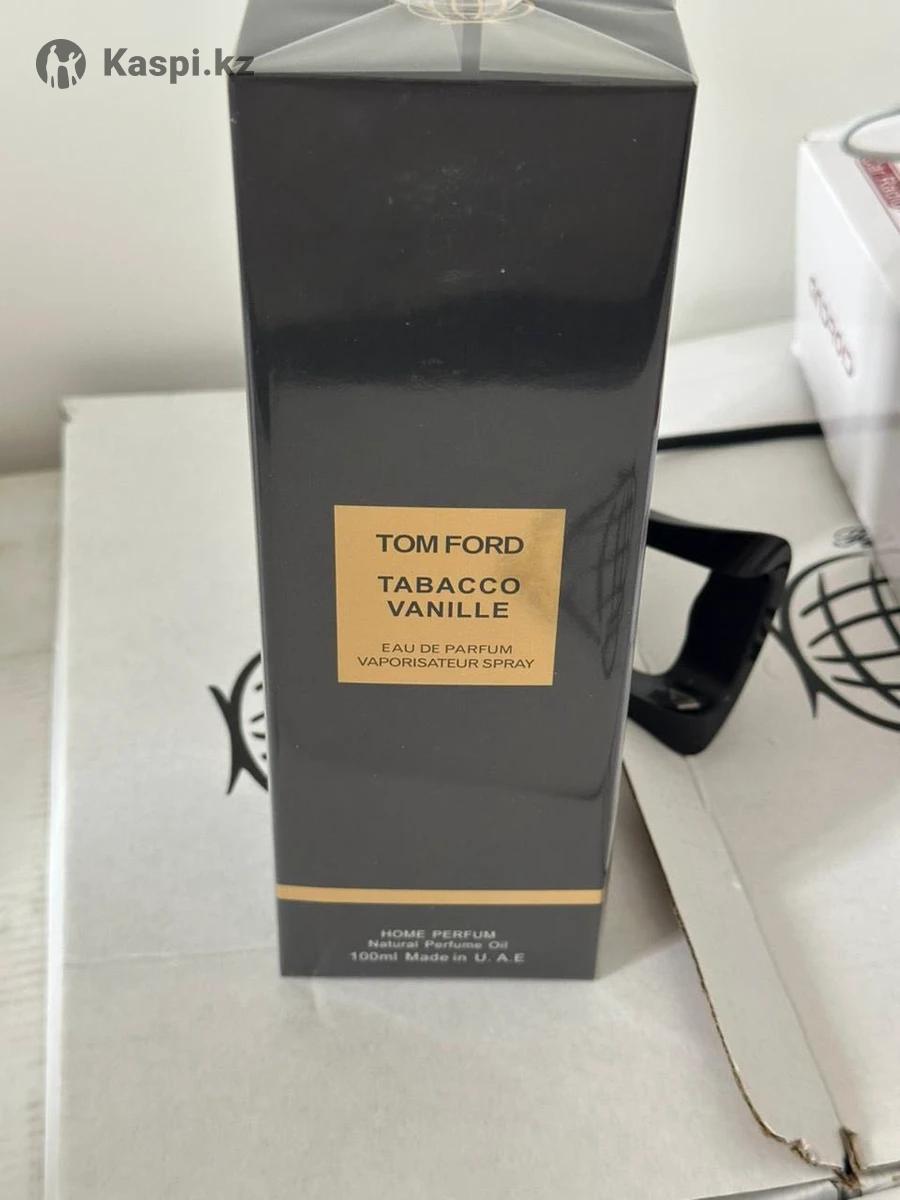 Kaspi.kz
TOM FORD
TABACCO
VANILLE
EAU DE PARFUM
VAPORISATEUR SPRAY
HOME PERFUM
Natural Perfume Oil
100ml Made in U. A.E